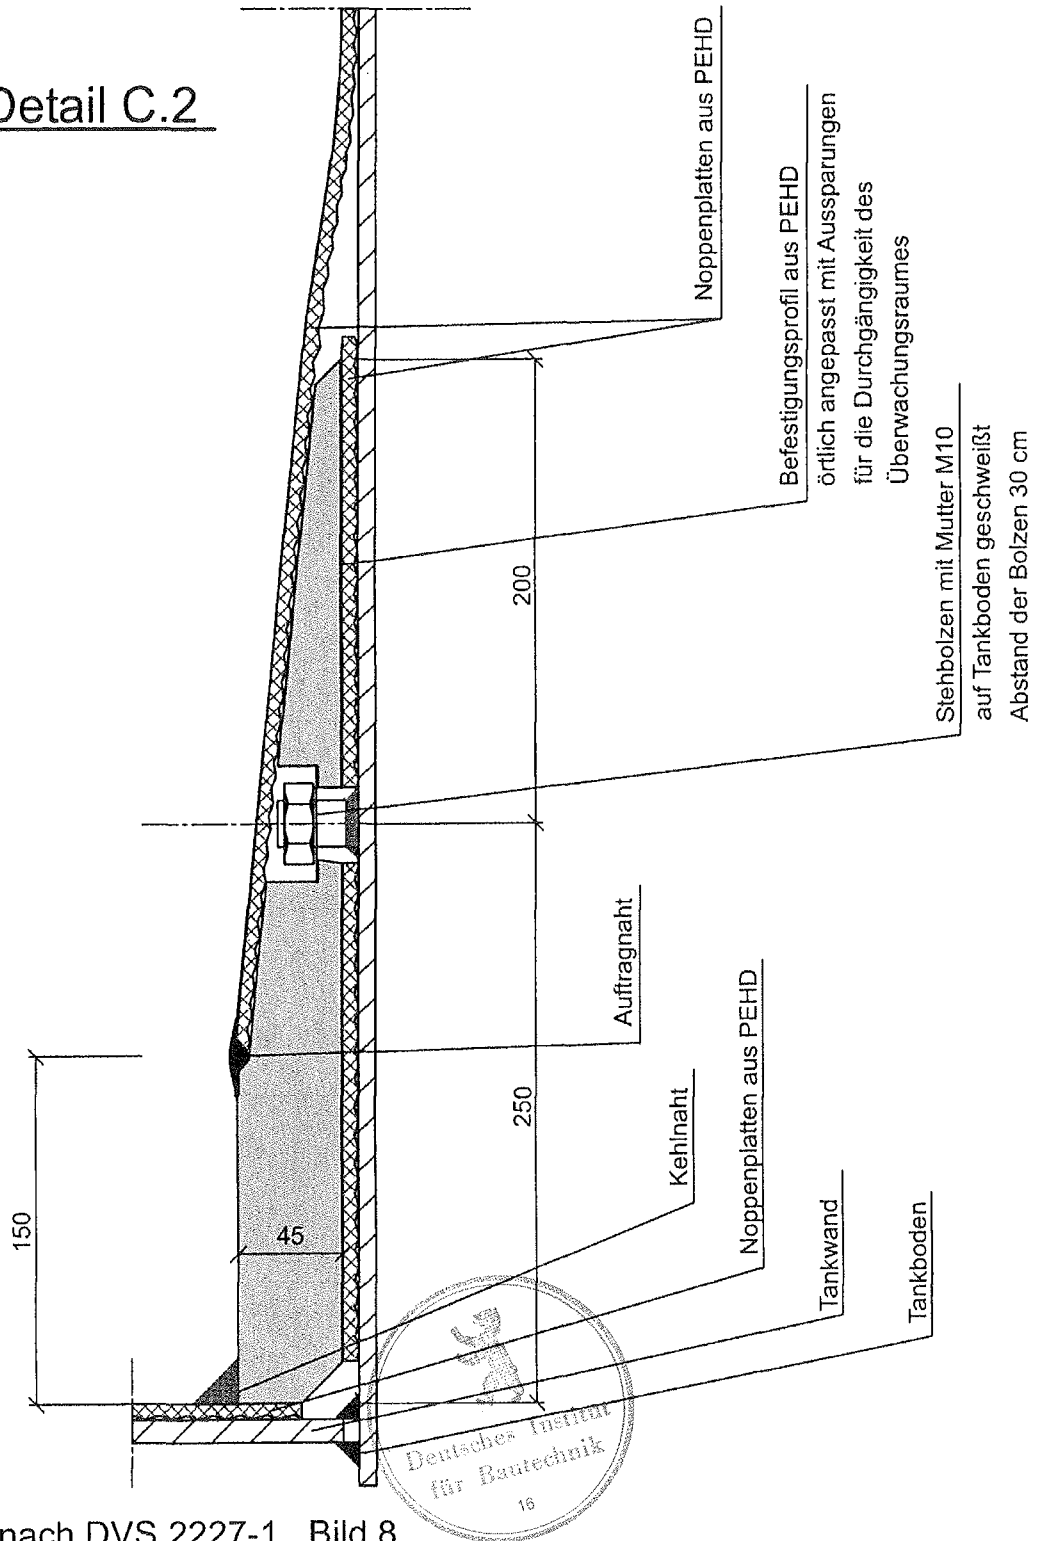 Detail C.2
Noppenplatten aus PEHD
Befestigungsprofil aus PEHD
örtlich angepasst mit Aussparungen
für die Durchgängigkeit des
Überwachungsraumes
Stehbolzen mit Mutter M10
auf Tankboden geschweißt
Abstand der Bolzen 30 cm
200
Auftragnaht
250
150
45
Kehlnaht
Noppenplatten aus PEHD
Tankwand
Tankboden
Deutsches Institut
für Bautechnik
16
nach DVS 2227-1 Bild 8